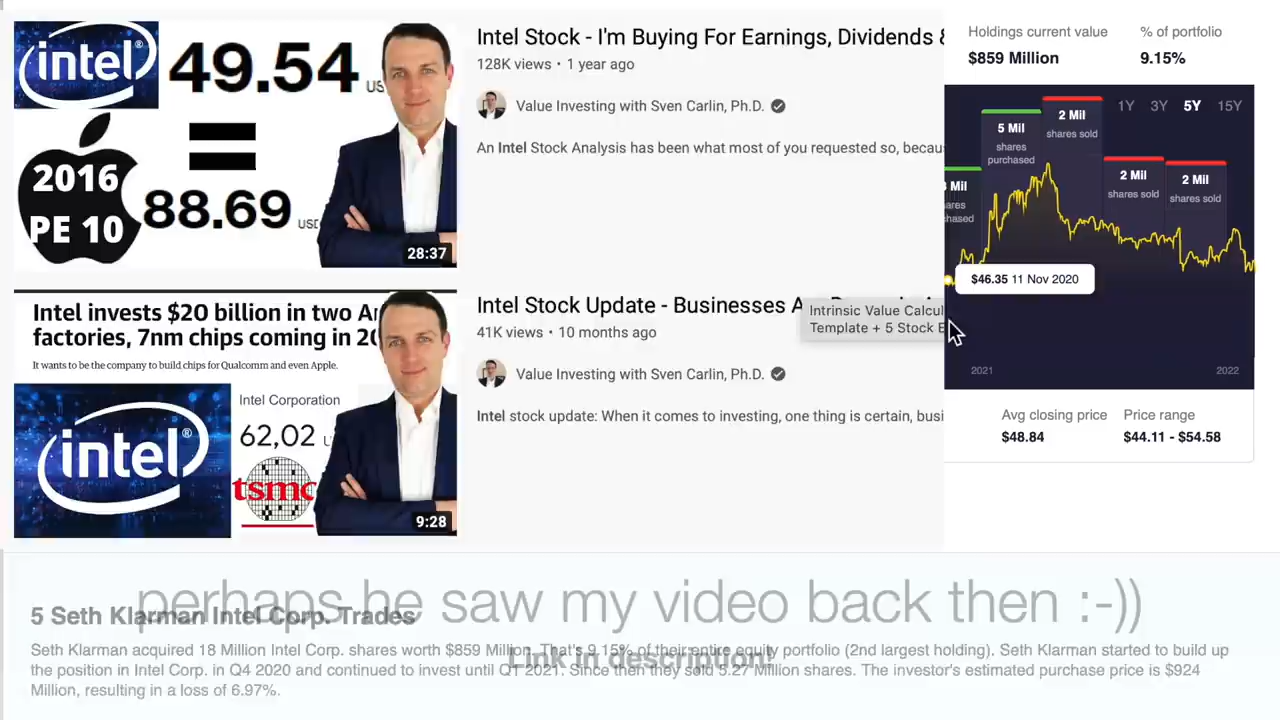 intel®
49.54 US
2016
PE 10
88.69 USD
28:37
Intel Stock - I'm Buying For Earnings, Dividends &
128K views • 1 year ago
Value Investing with Sven Carlin, Ph.D.
An Intel Stock Analysis has been what most of you requested so, becau
Intel invests $20 billion in two Ar
factories, 7nm chips coming in 20
It wants to be the company to build chips for Qualcomm and even Apple.
intel®
Intel Corporation
62,02
tsmc
9:28
Intel Stock Update - Businesses A
41K views • 10 months ago
Value Investing with Sven Carlin, Ph.D.
Intel stock update: When it comes to investing, one thing is certain, busi
Intrinsic Value Calcul
Template + 5 Stock E
Holdings current value
$859 Million
% of portfolio
9.15%
1Y 3Y 5Y 15Y
Mil
5 Mil
shares
purchased
2 Mil
shares sold
2 Mil
shares sold
2 Mil
shares sold
$46.35 11 Nov 2020
2021
2022
Avg closing price
$48.84
Price range
$44.11 - $54.58
perhaps he saw my video back then :-))
Link in description!
5 Seth Klarman Intel Corp. Trades
Seth Klarman acquired 18 Million Intel Corp. shares worth $859 Million. That's 9.15% of their entire equity portfolio (2nd largest holding). Seth Klarman started to build up
the position in Intel Corp. in Q4 2020 and continued to invest until Q1 2021. Since then they sold 5.27 Million shares. The investor's estimated purchase price is $924
Million, resulting in a loss of 6.97%.